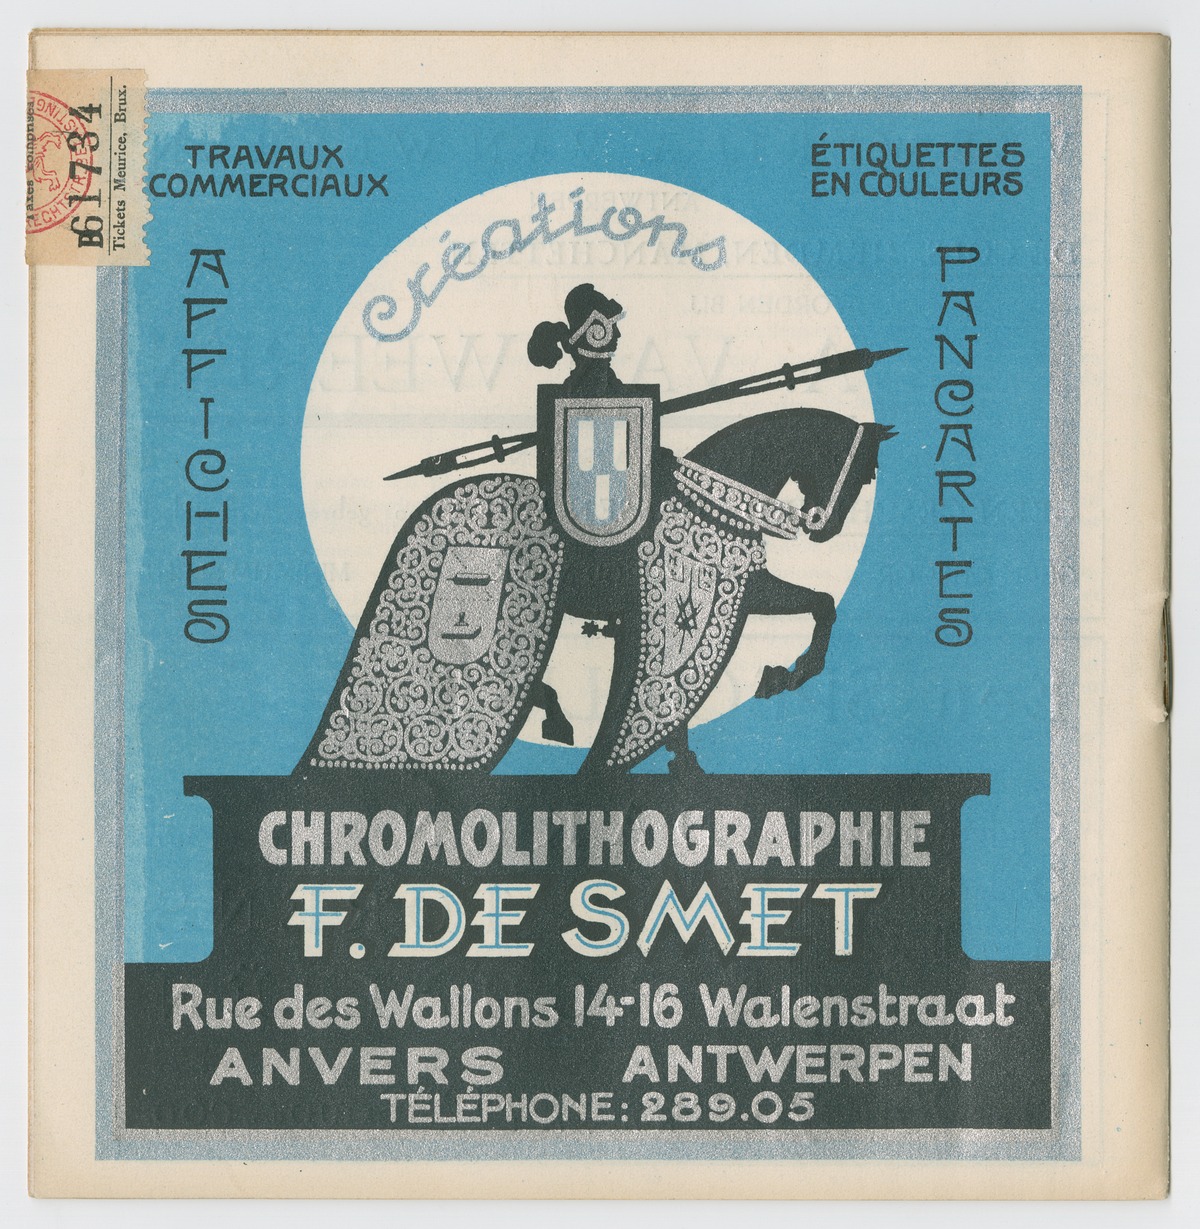 TRAVAUX
COMMERCIAUX
ÉTIQUETTES
EN COULEURS
créations
AFFICHES
PANCARTES
CHROMOLITHOGRAPHIE
F. DE SMET
Rue des Wallons 14-16 Walenstraat
ANVERS ANTWERPEN
TÉLÉPHONE: 289.05
B61734
Tickets Meurice, Brux.